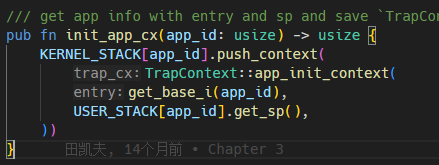 /// get app info with entry and sp and save `TrapCon
pub fn init_app_cx(app_id: usize) -> usize {
KERNEL_STACK[app_id].push_context(
trap_cx:TrapContext::app_init_context(
entry:get_base_i(app_id),
USER_STACK[app_id].get_sp(),
))
} 田凯夫, 14个月前 • Chapter 3